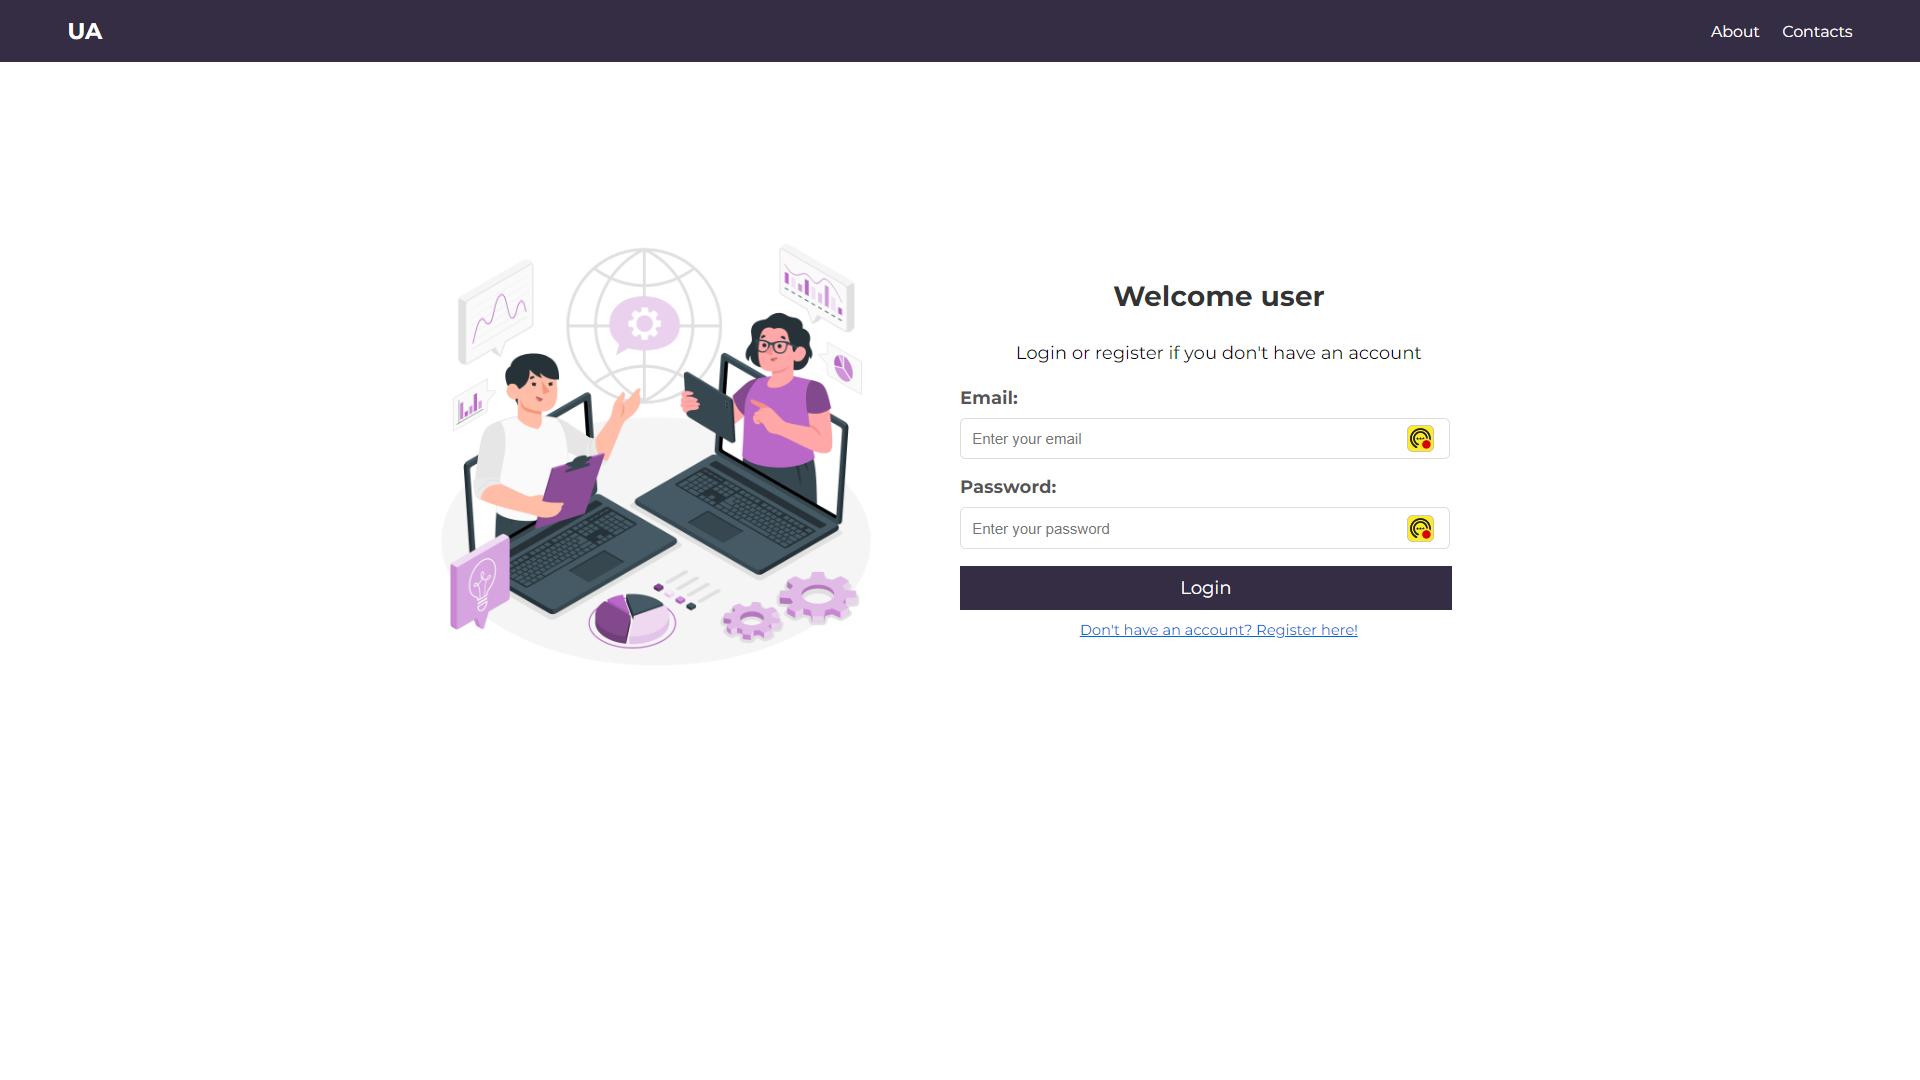 UA
About
Contacts
Welcome user
Login or register if you don't have an account
Email:
Enter your email
Password:
Enter your password
Login
Don't have an account? Register here!